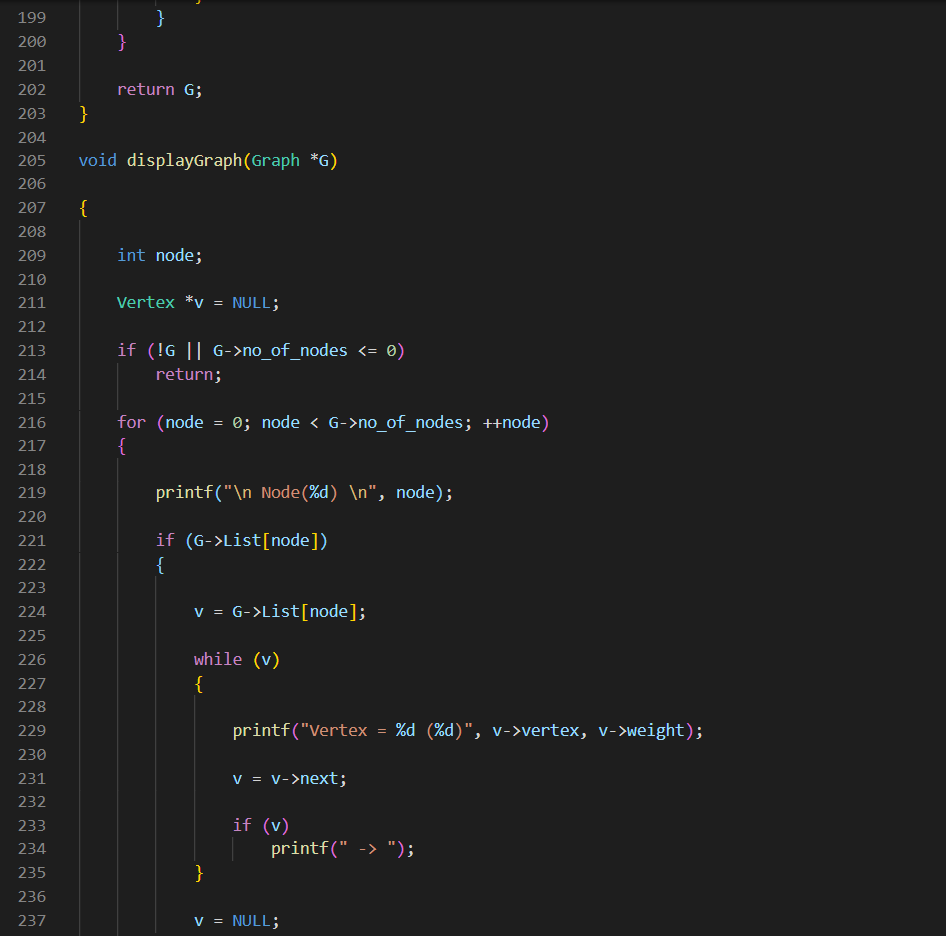 199 }
200 }
201
202 return G;
203 }
204
205 void displayGraph(Graph *G)
206
207 {
208
209 int node;
210
211 Vertex *v = NULL;
212
213 if (!G || G->no_of_nodes <= 0)
214 return;
215
216 for (node = 0; node < G->no_of_nodes; ++node)
217 {
218
219 printf("\n Node(%d) \n", node);
220
221 if (G->List[node])
222 {
223
224 v = G->List[node];
225
226 while (v)
227 {
228
229 printf("Vertex = %d (%d)", v->vertex, v->weight);
230
231 v = v->next;
232
233 if (v)
234 printf(" -> ");
235 }
236
237 v = NULL;